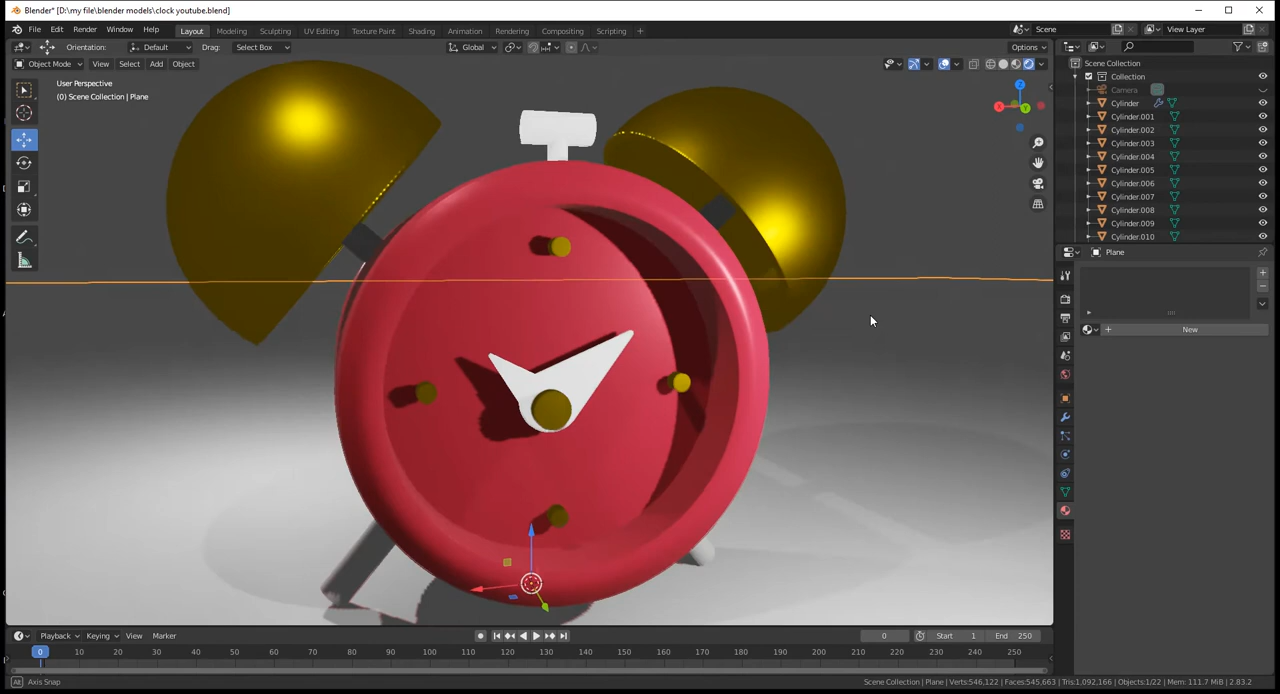 Blender* [D:\my file\blender models\clock youtube.blend]
File Edit Render Window Help Layout Modeling Sculpting UV Editing Texture Paint Shading Animation Rendering Compositing Scripting + Scene View Layer
Orientation: Default Drag: Select Box Global Options
Object Mode View Select Add Object
User Perspective
(0) Scene Collection | Plane
Scene Collection
Collection
Camera
Cylinder
Cylinder.001
Cylinder.002
Cylinder.003
Cylinder.004
Cylinder.005
Cylinder.006
Cylinder.007
Cylinder.008
Cylinder.009
Cylinder.010
Plane
New
Playback Keying View Marker 0 Start 1 End 250
0 10 20 30 40 50 60 70 80 90 100 110 120 130 140 150 160 170 180 190 200 210 220 230 240 250
Alt Axis Snap Scene Collection | Plane | Verts:546,122 | Faces:545,663 | Tris:1,092,166 | Objects:1/22 | Mem: 111.7 MiB | 2.83.2